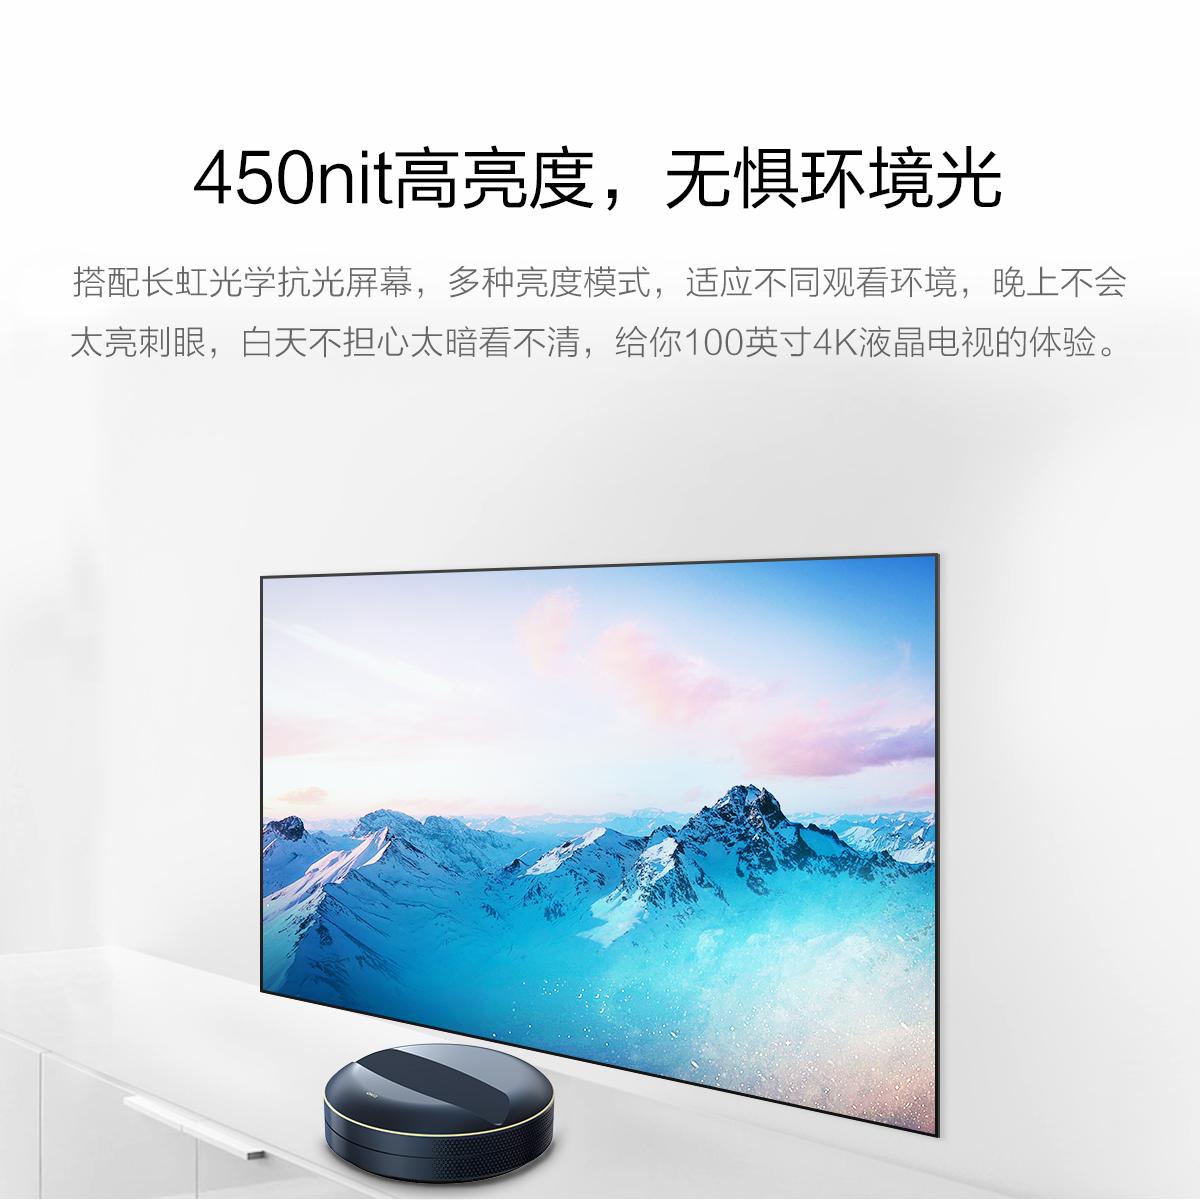 450nit高亮度，无惧环境光
搭配长虹光学抗光屏幕，多种亮度模式，适应不同观看环境，晚上不会
太亮刺眼，白天不担心太暗看不清，给你100英寸4K液晶电视的体验。